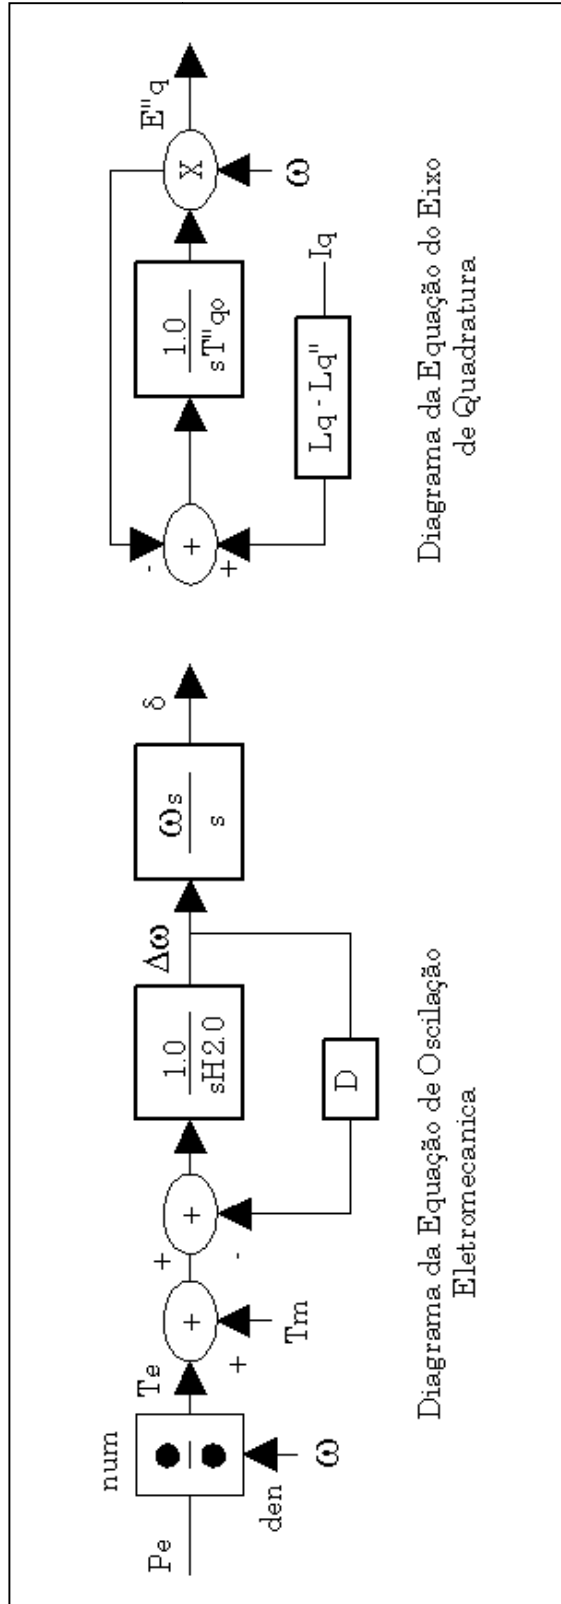 Pe
num
den
ω
Te
+
Tm
+
+
-
+
1.0
sH2.0
Δω
D
ωs
s
δ
Diagrama da Equação de Oscilação
Eletromecanica
-
+
+
1.0
sT"qo
X
E"q
ω
Lq - Lq"
Iq
Diagrama da Equação do Eixo
de Quadratura